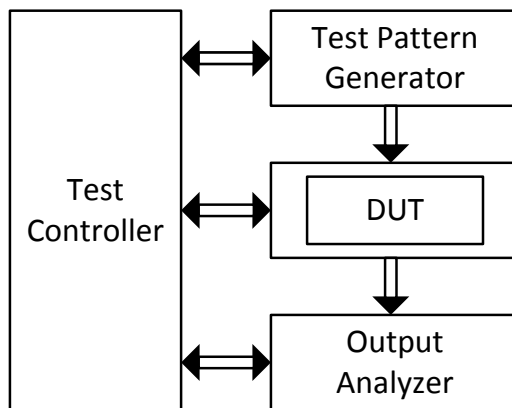 Test Pattern
Generator
Test
Controller
DUT
Output
Analyzer